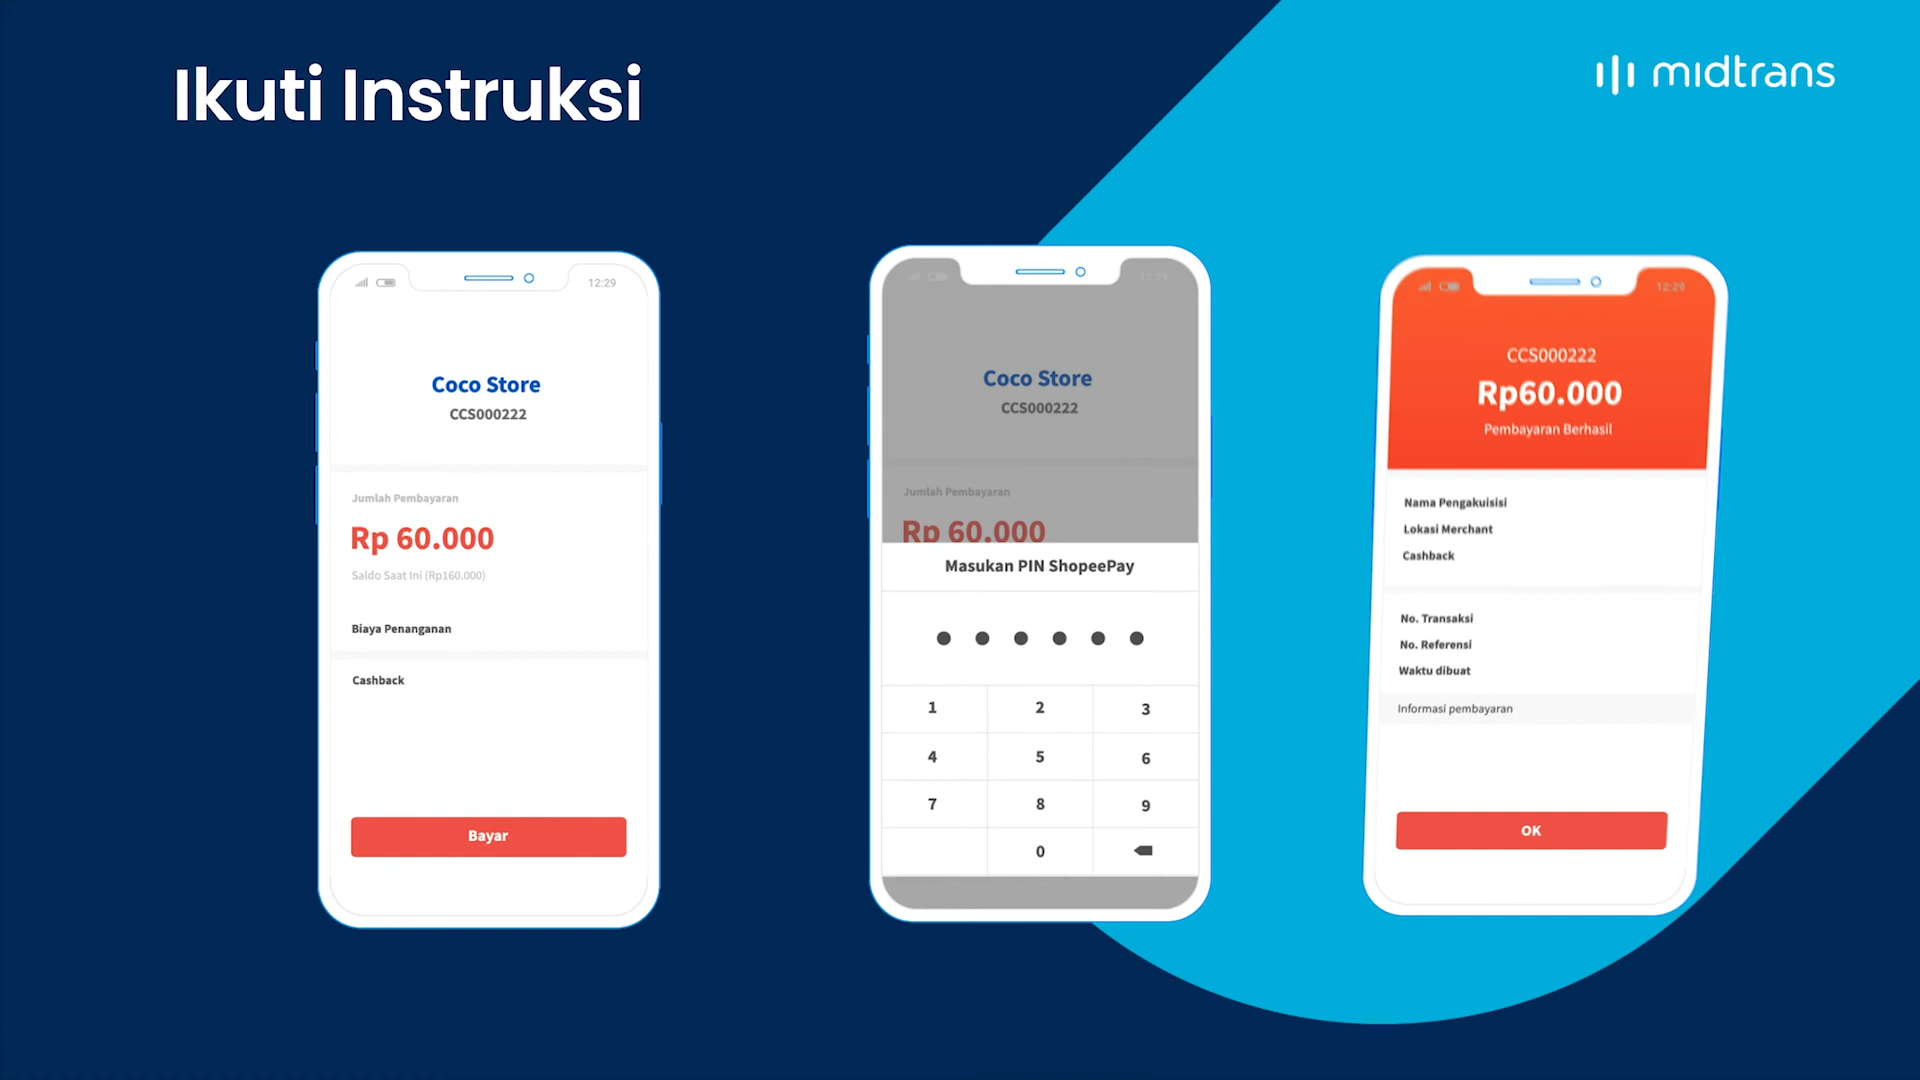 Ikuti Instruksi
midtrans
12:29
Coco Store
CCS000222
Jumlah Pembayaran
Rp 60.000
Saldo Saat Ini (Rp160.000)
Biaya Penanganan
Cashback
Bayar
12:29
Coco Store
CCS000222
Jumlah Pembayaran
Rp 60.000
Masukan PIN ShopeePay
1 2 3
4 5 6
7 8 9
0
12:29
CCS000222
Rp60.000
Pembayaran Berhasil
Nama Pengakuisisi
Lokasi Merchant
Cashback
No. Transaksi
No. Referensi
Waktu dibuat
Informasi pembayaran
OK